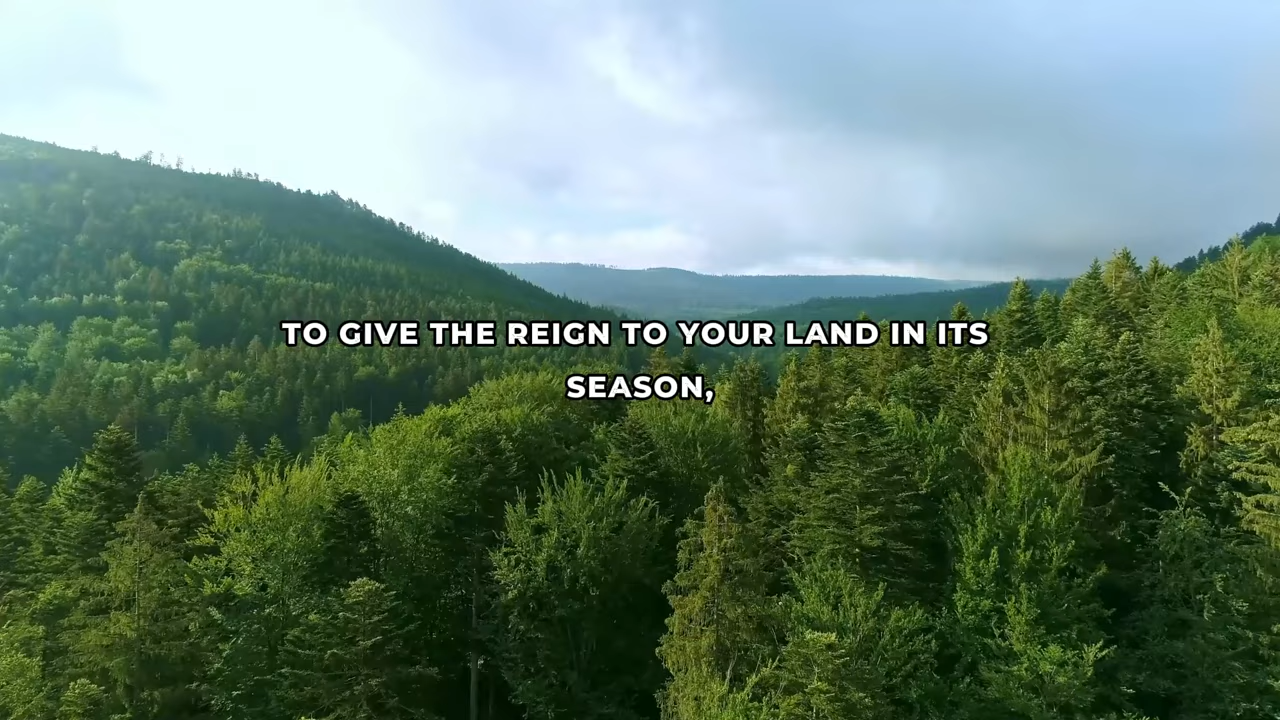 TO GIVE THE REIGN TO YOUR LAND IN ITS
SEASON,